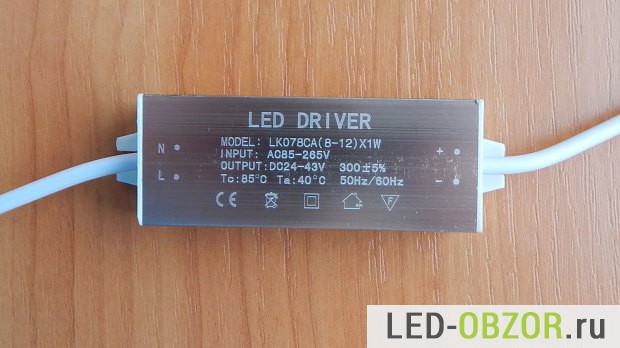 LED DRIVER
MODEL: LK078CA(8-12)X1W
INPUT: AC85-265V
OUTPUT:DC24-43V 300±5%
Tc:85°C Ta:40°C 50Hz/60Hz
N
L
+
−
CE
F
LED-OBZOR.ru